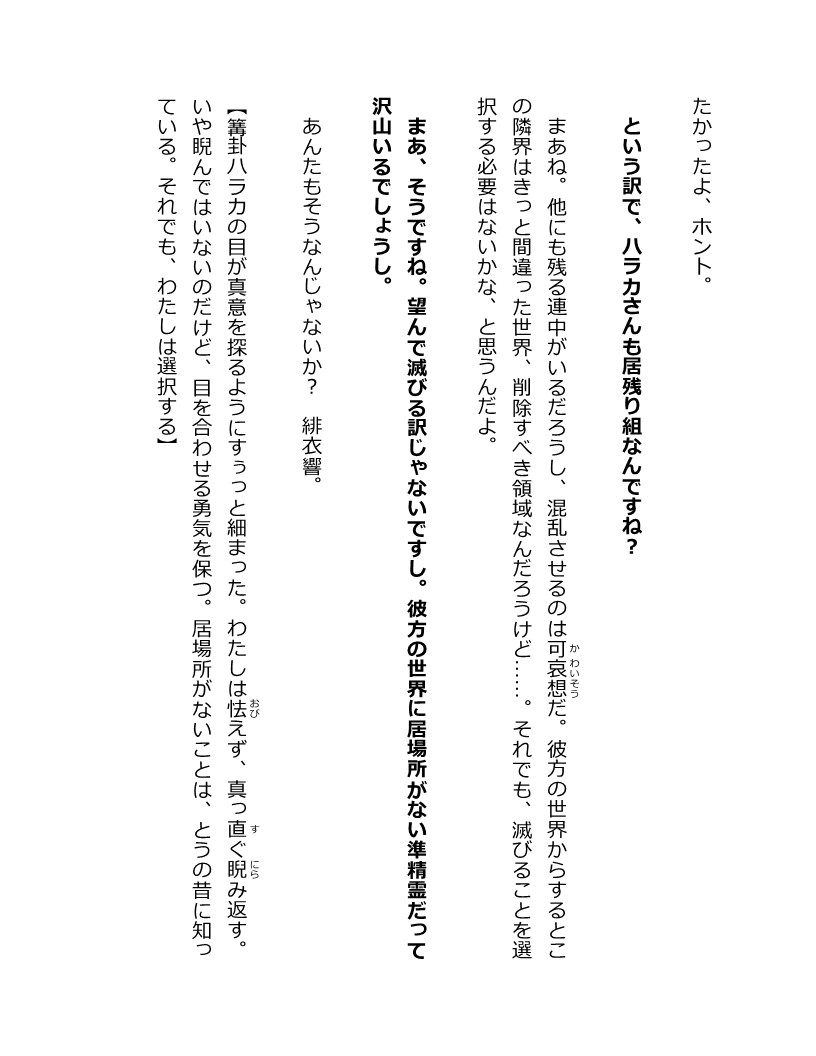 たかったよ、ホント。
という訳で、ハラカさんも居残り組なんですね？
まあね。他にも残る連中がいるだろうし、混乱させるのは可哀想だ。彼方の世界からするとこ
の隣界はきっと間違った世界、削除すべき領域なんだろうけど……。それでも、滅びることを選
択する必要はないかな、と思うんだよ。
まあ、そうですね。望んで滅びる訳じゃないですし。彼方の世界に居場所がない準精霊だって
沢山いるでしょうし。
あんたもそうなんじゃないか？　緋衣響。
【篝卦ハラカの目が真意を探るようにすぅっと細まった。わたしは怯えず、真っ直ぐ睨み返す。
いや睨んではいないのだけど、目を合わせる勇気を保つ。居場所がないことは、とうの昔に知っ
ている。それでも、わたしは選択する】